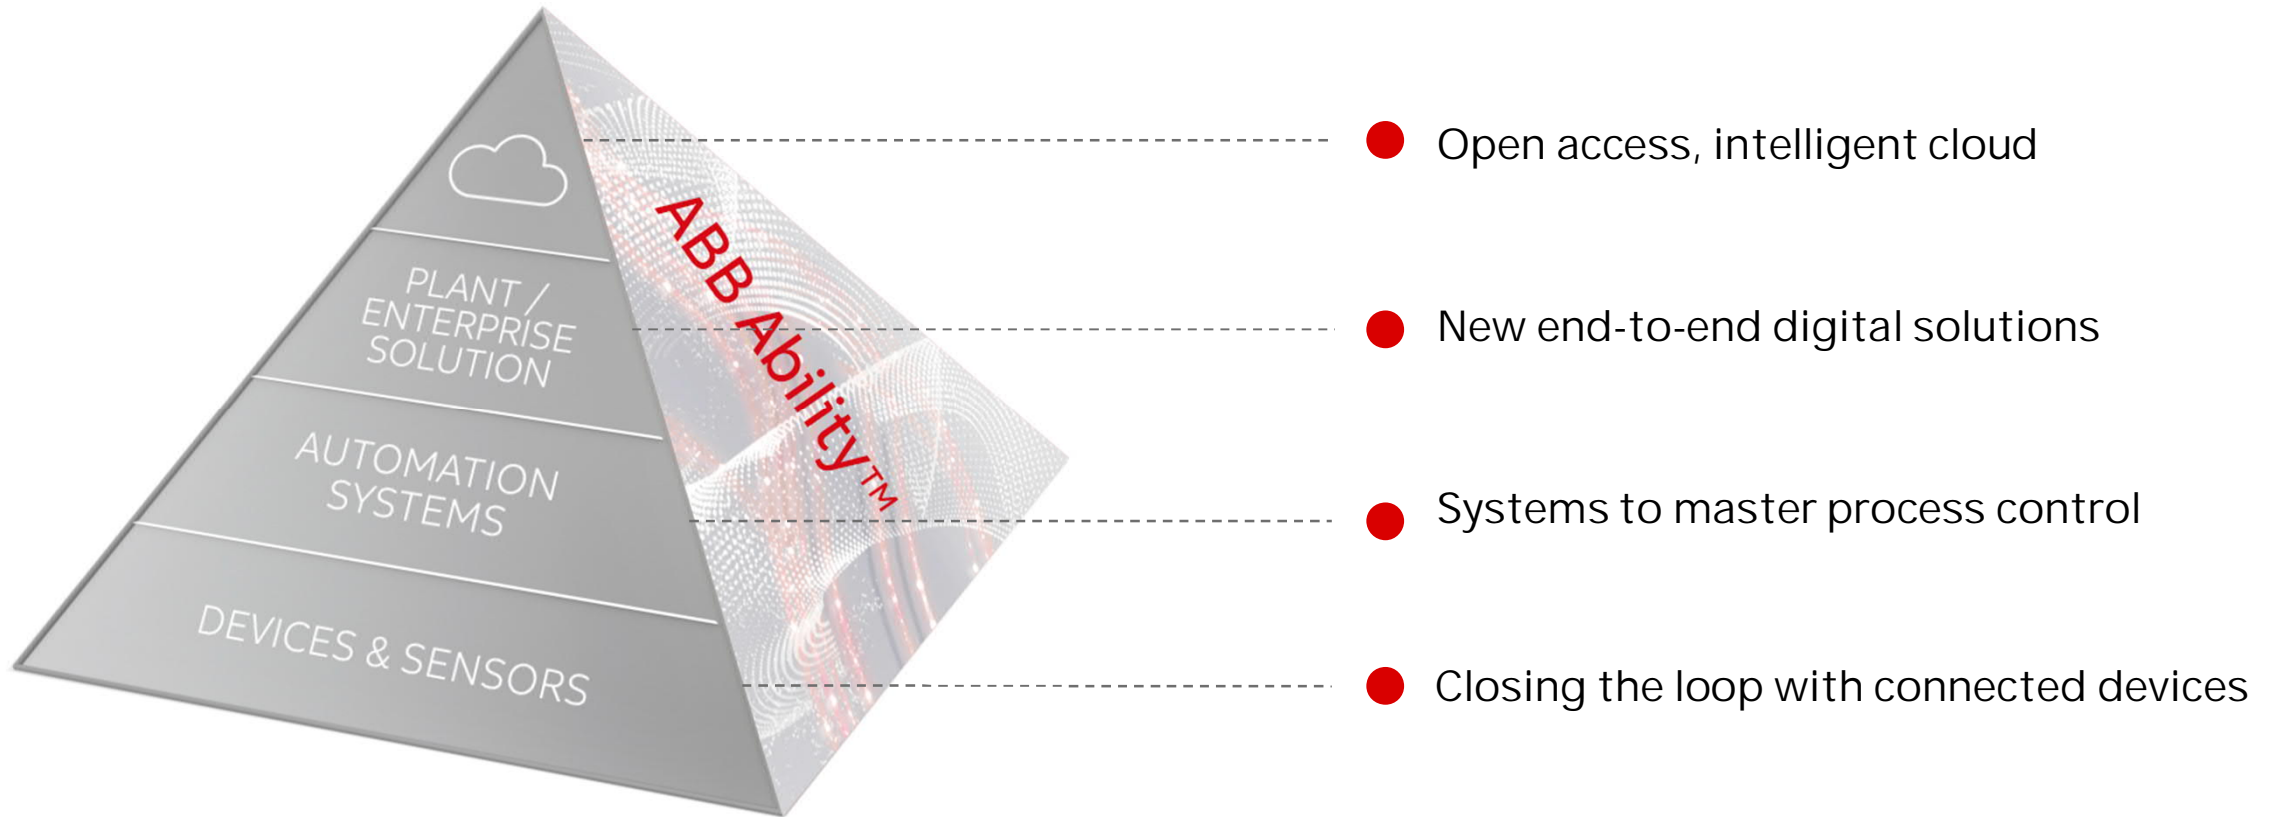 PLANT /
ENTERPRISE
SOLUTION
AUTOMATION
SYSTEMS
DEVICES & SENSORS
ABB Ability™
Open access, intelligent cloud
New end-to-end digital solutions
Systems to master process control
Closing the loop with connected devices